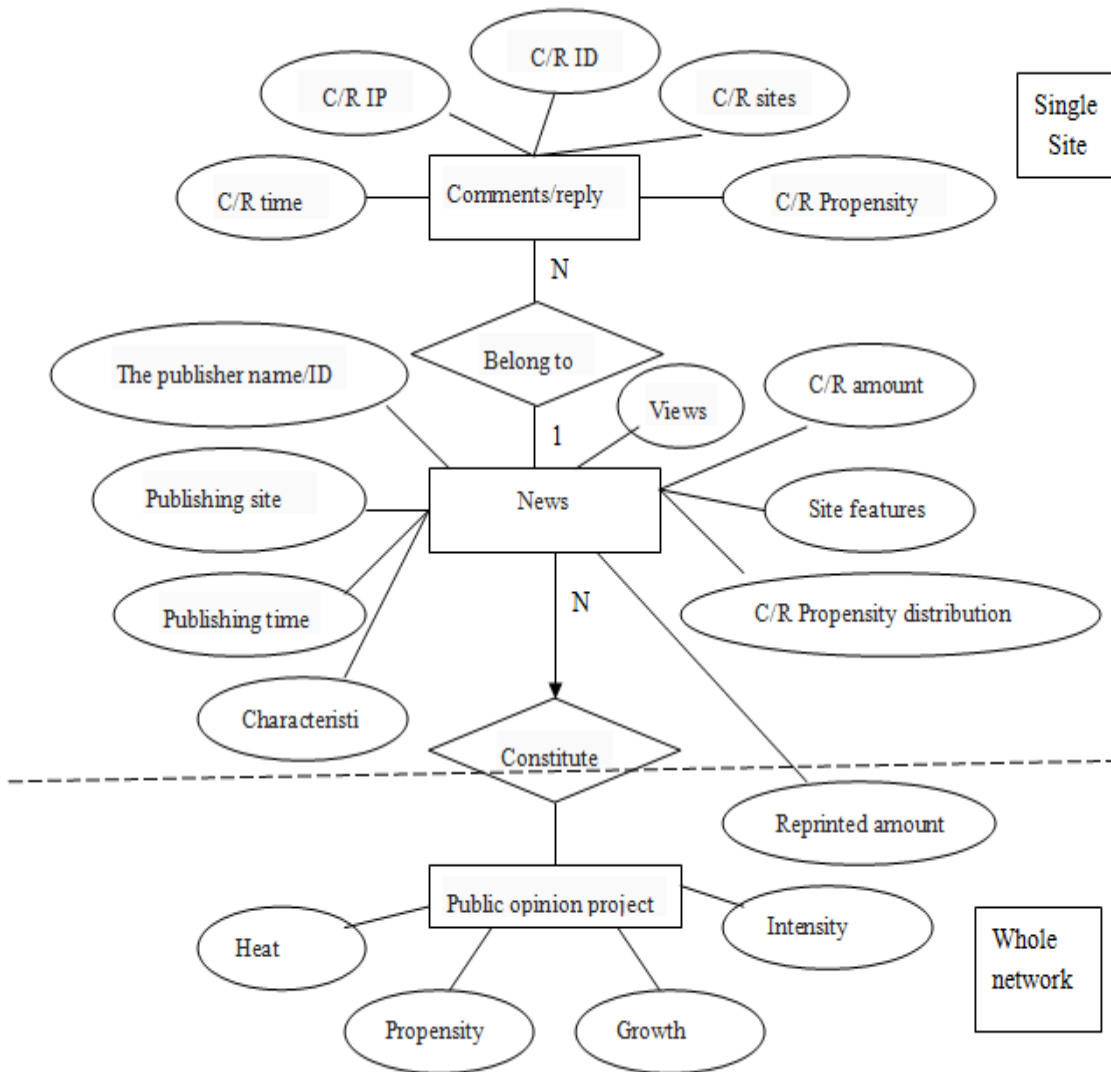 C/R ID
C/R IP
C/R sites
Single
Site
C/R time
Comments/reply
C/R Propensity
N
Belong to
The publisher name/ID
Views
C/R amount
1
Publishing site
News
Site features
N
Publishing time
C/R Propensity distribution
Characteristi
Constitute
Reprinted amount
Public opinion project
Heat
Intensity
Whole
network
Propensity
Growth